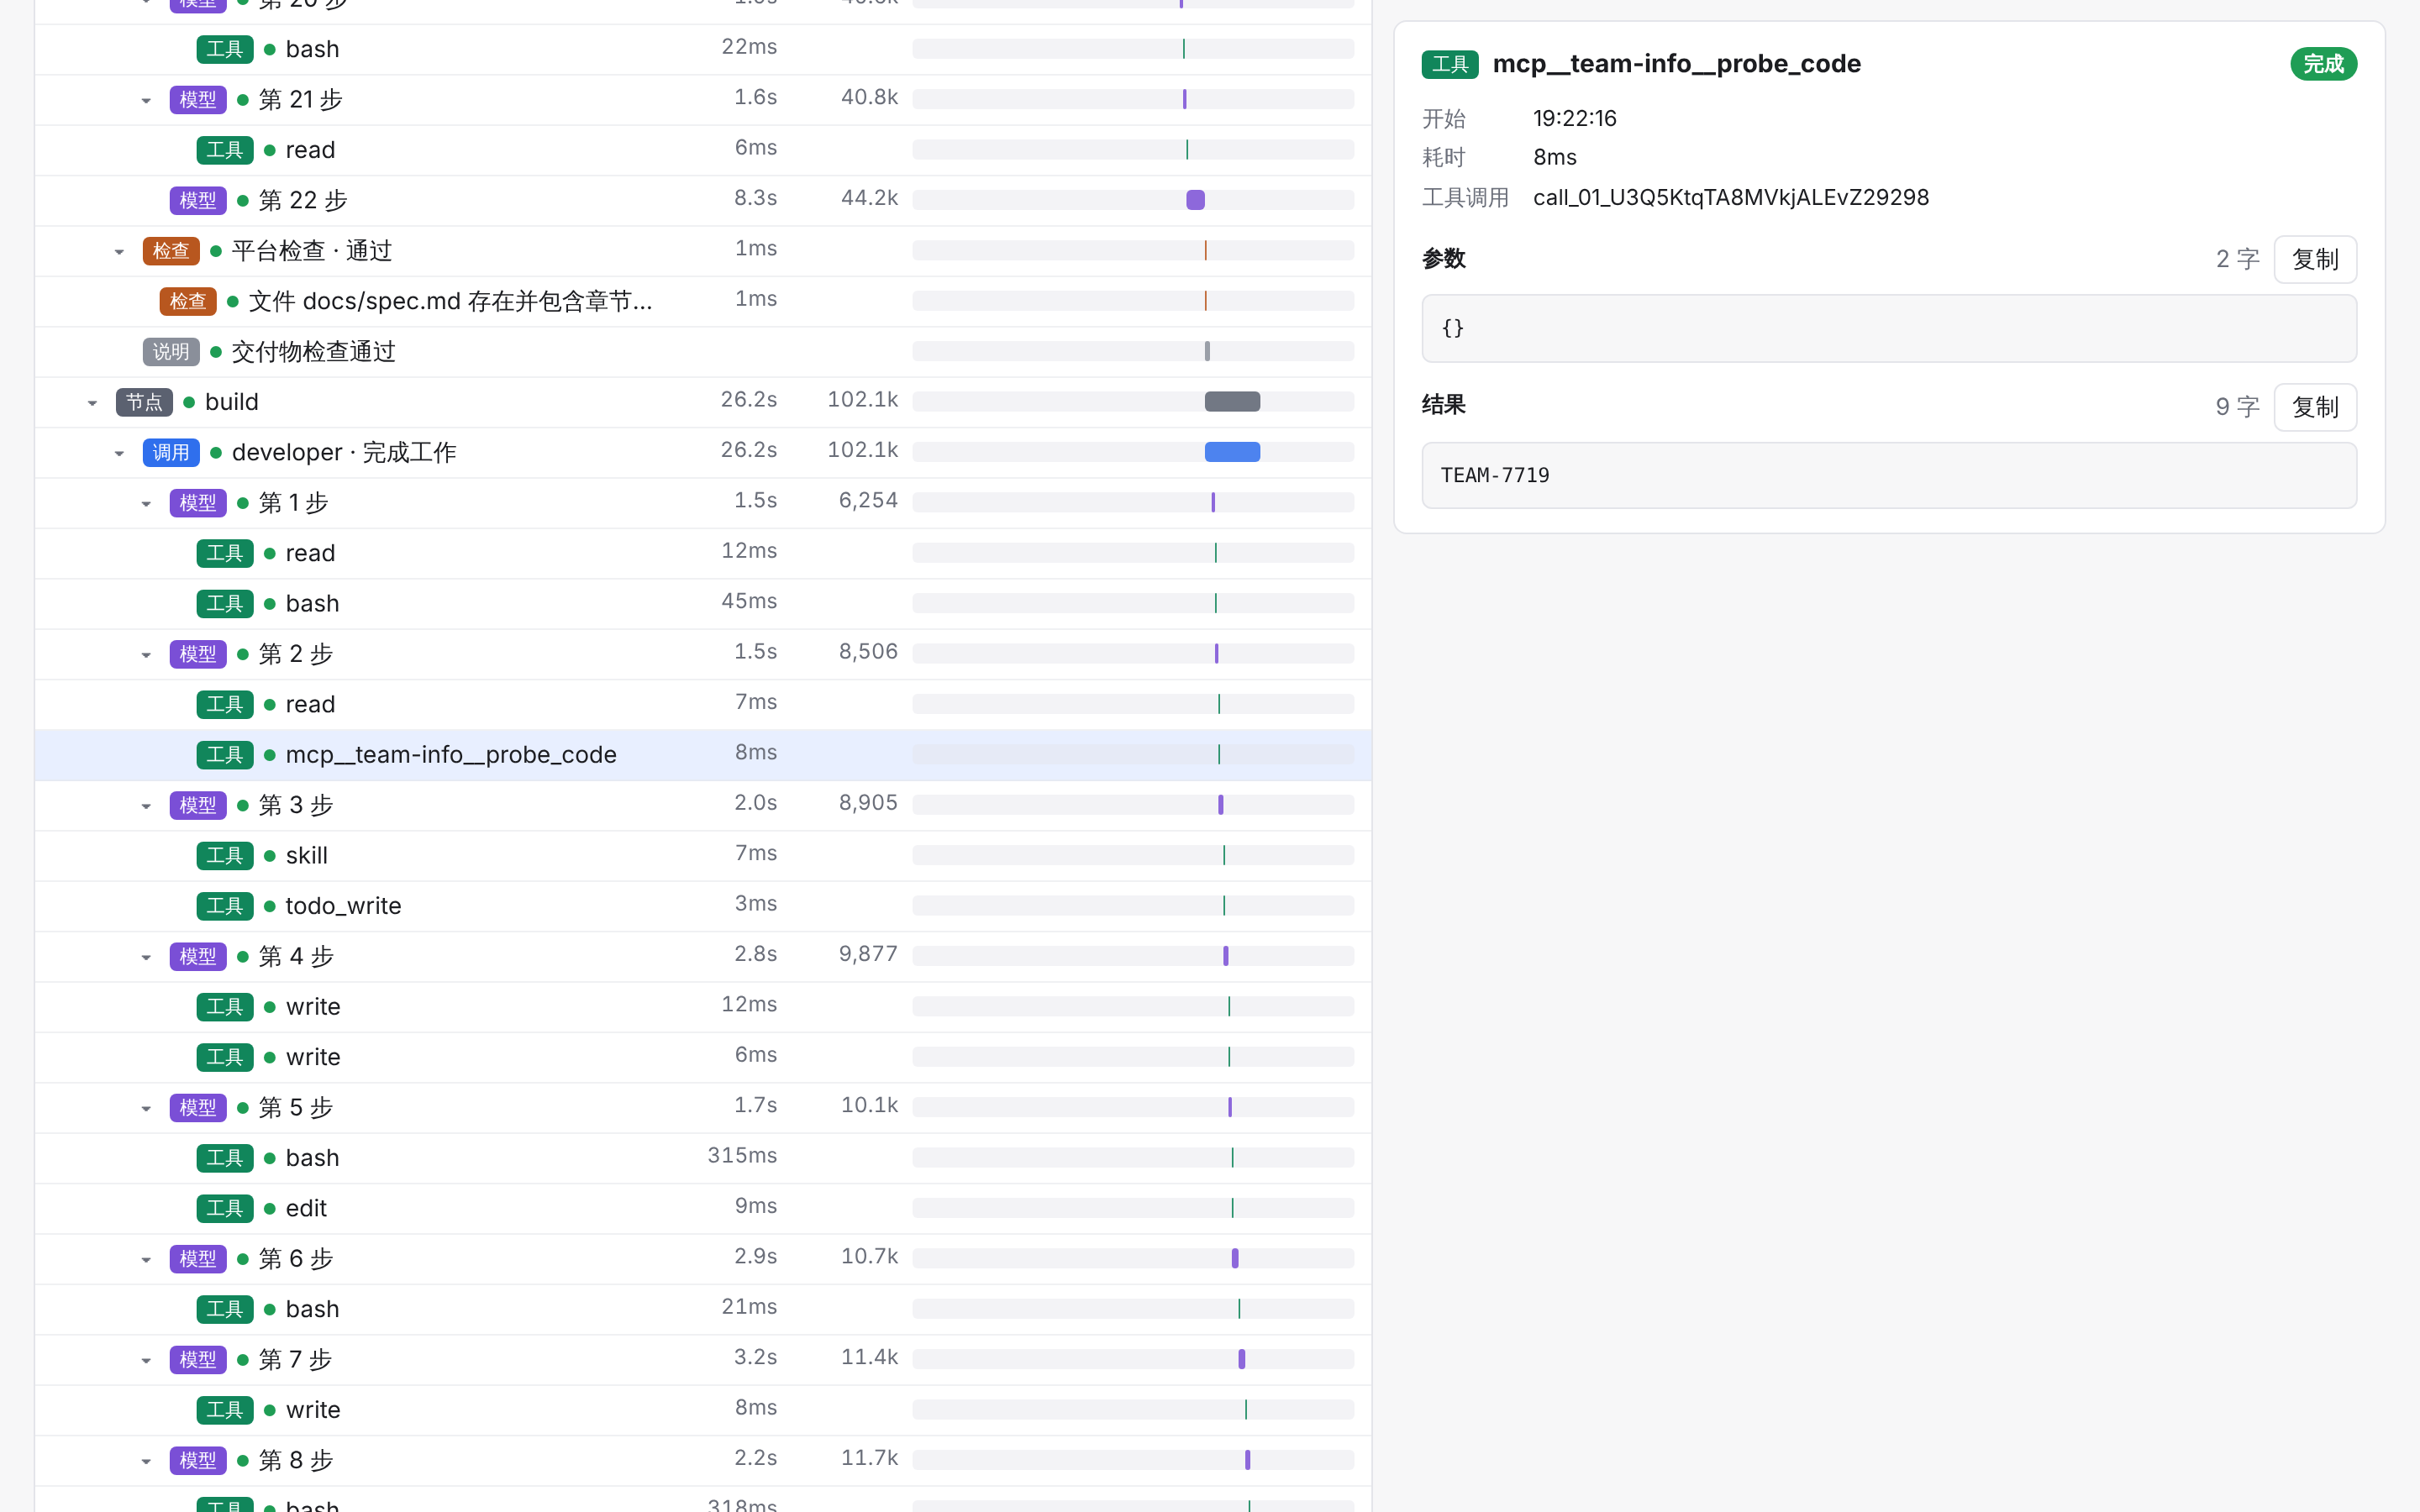 模型 第 20 步
工具 bash 22ms
模型 第 21 步 1.6s 40.8k
工具 read 6ms
模型 第 22 步 8.3s 44.2k
检查 平台检查 · 通过 1ms
检查 文件 docs/spec.md 存在并包含章节... 1ms
说明 交付物检查通过
节点 build 26.2s 102.1k
调用 developer · 完成工作 26.2s 102.1k
模型 第 1 步 1.5s 6,254
工具 read 12ms
工具 bash 45ms
模型 第 2 步 1.5s 8,506
工具 read 7ms
工具 mcp__team-info__probe_code 8ms
模型 第 3 步 2.0s 8,905
工具 skill 7ms
工具 todo_write 3ms
模型 第 4 步 2.8s 9,877
工具 write 12ms
工具 write 6ms
模型 第 5 步 1.7s 10.1k
工具 bash 315ms
工具 edit 9ms
模型 第 6 步 2.9s 10.7k
工具 bash 21ms
模型 第 7 步 3.2s 11.4k
工具 write 8ms
模型 第 8 步 2.2s 11.7k
工具 bash 318ms
工具 mcp__team-info__probe_code 完成
开始 19:22:16
耗时 8ms
工具调用 call_01_U3Q5KtqTA8MVkjALEvZ29298
参数 2 字 复制
{}
结果 9 字 复制
TEAM-7719